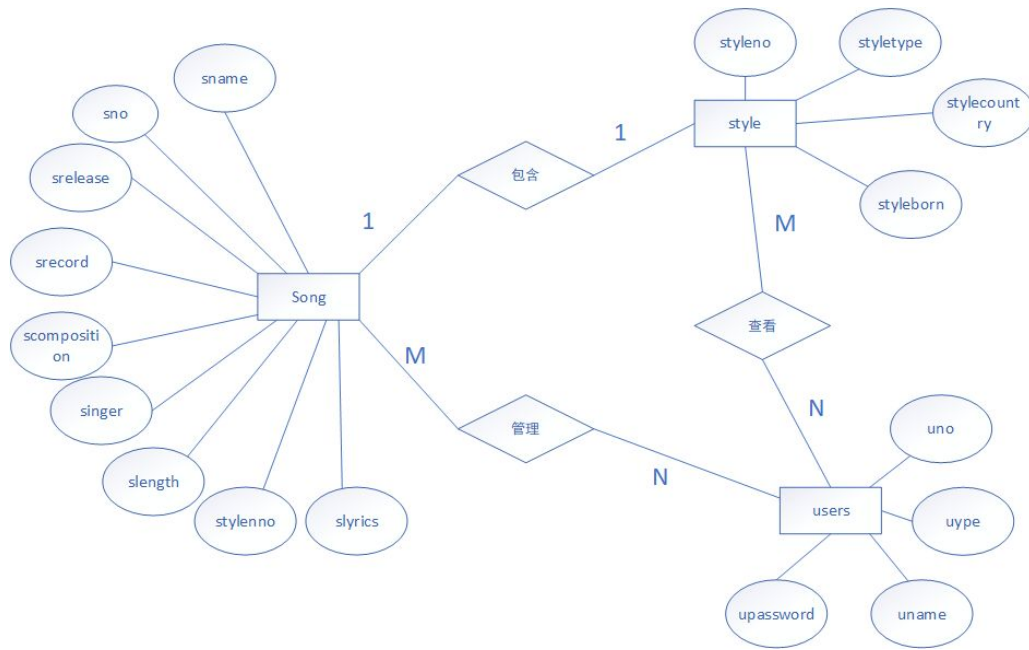 styleno
styletype
sname
style
stylecount
ry
sno
1
包含
srelease
styleborn
1
M
srecord
Song
查看
scompositi
on
M
singer
N
uno
管理
slength
N
users
stylenno
slyrics
uype
upassword
uname